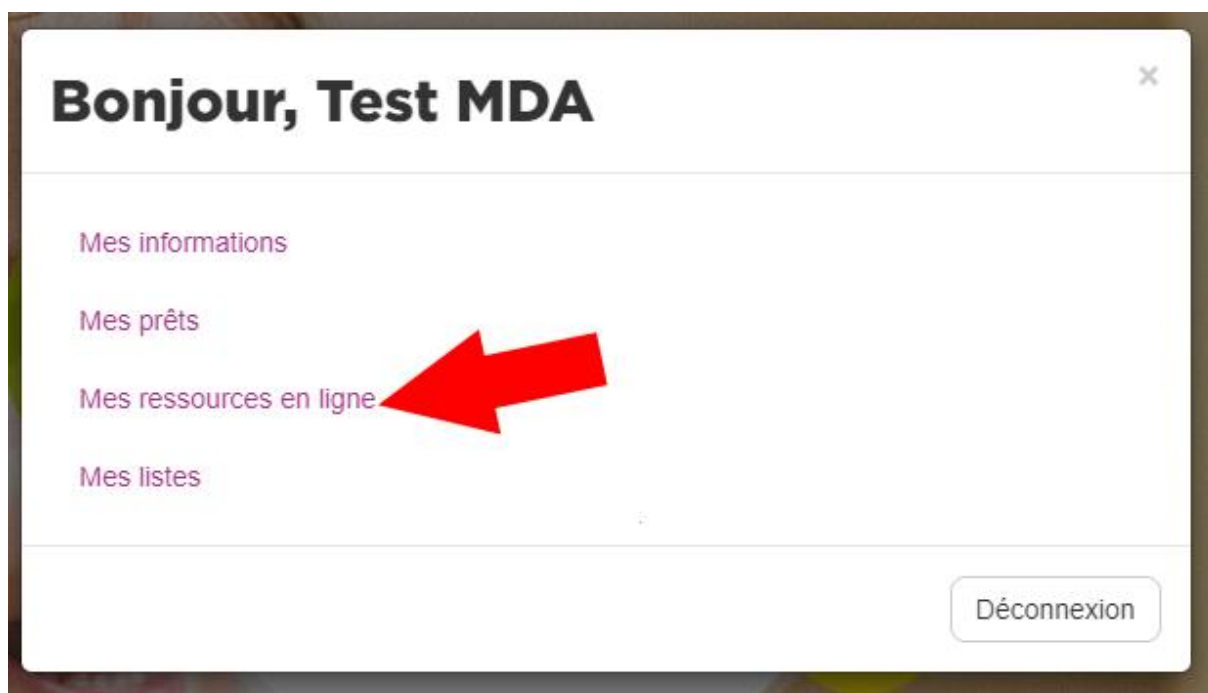 Bonjour, Test MDA
×
Mes informations
Mes prêts
Mes ressources en ligne
Mes listes
Déconnexion